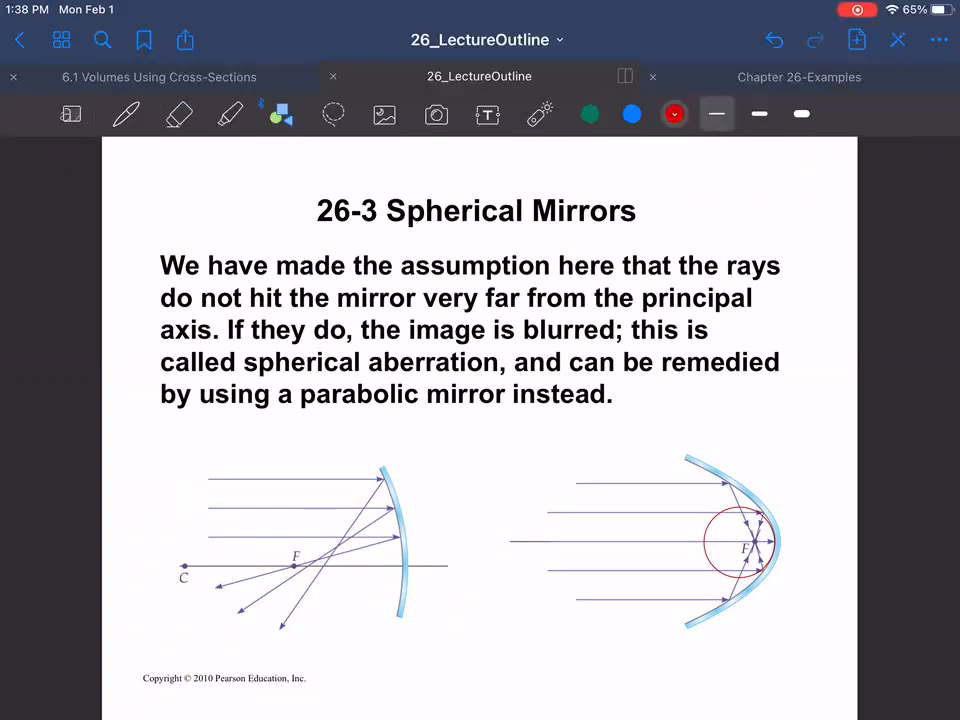 1:38 PM Mon Feb 1
65%
26_LectureOutline
6.1 Volumes Using Cross-Sections
26_LectureOutline
Chapter 26-Examples
T
26-3 Spherical Mirrors
We have made the assumption here that the rays
do not hit the mirror very far from the principal
axis. If they do, the image is blurred; this is
called spherical aberration, and can be remedied
by using a parabolic mirror instead.
F
C
F
Copyright © 2010 Pearson Education, Inc.